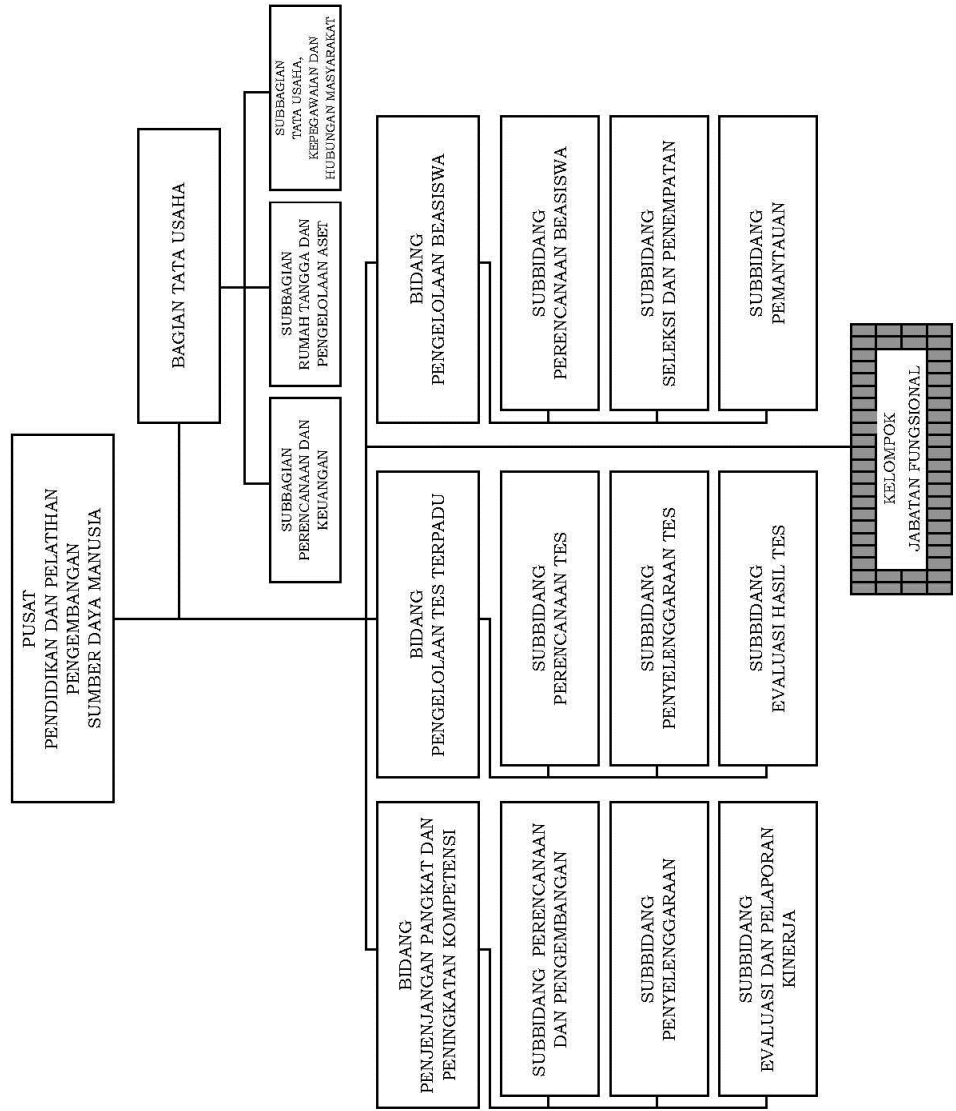 PUSAT
PENDIDIKAN DAN PELATIHAN
PENGEMBANGAN
SUMBER DAYA MANUSIA
BAGIAN TATA USAHA
SUBBAGIAN
PERENCANAAN DAN
KEUANGAN
SUBBAGIAN
RUMAH TANGGA DAN
PENGELOLAAN ASET
SUBBAGIAN
TATA USAHA,
KEPEGAWAIAN DAN
HUBUNGAN MASYARAKAT
BIDANG
PENJENJANGAN PANGKAT DAN
PENINGKATAN KOMPETENSI
SUBBIDANG PERENCANAAN
DAN PENGEMBANGAN
SUBBIDANG
PENYELENGGARAAN
SUBBIDANG
EVALUASI DAN PELAPORAN
KINERJA
BIDANG
PENGELOLAAN TES TERPADU
SUBBIDANG
PERENCANAAN TES
SUBBIDANG
PENYELENGGARAAN TES
SUBBIDANG
EVALUASI HASIL TES
BIDANG
PENGELOLAAN BEASISWA
SUBBIDANG
PERENCANAAN BEASISWA
SUBBIDANG
SELEKSI DAN PENEMPATAN
SUBBIDANG
PEMANTAUAN
KELOMPOK
JABATAN FUNGSIONAL